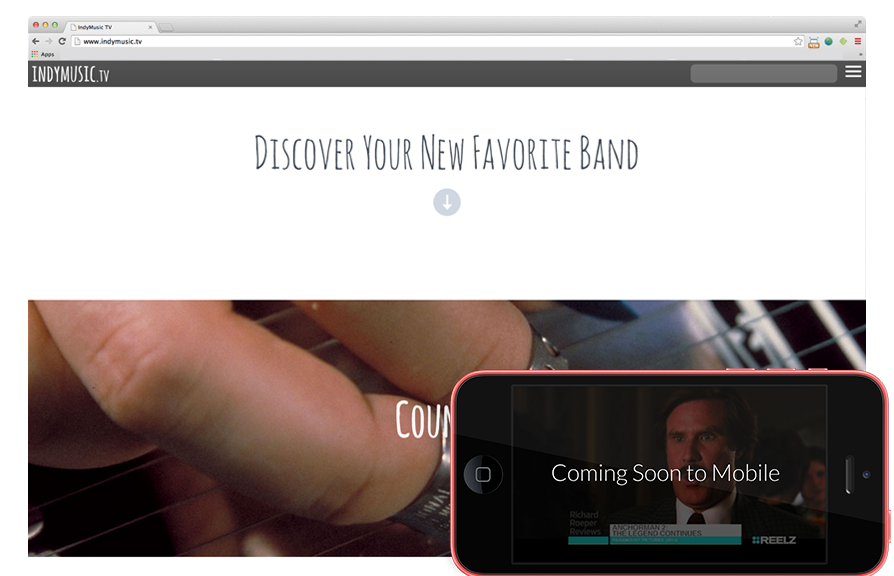 IndyMusic TV
www.indymusic.tv
Apps
INDYMUSIC.TV
DISCOVER YOUR NEW FAVORITE BAND
COUN
Coming Soon to Mobile
Richard
Roeper
Reviews
ANCHORMAN 2:
THE LEGEND CONTINUES
REELZ